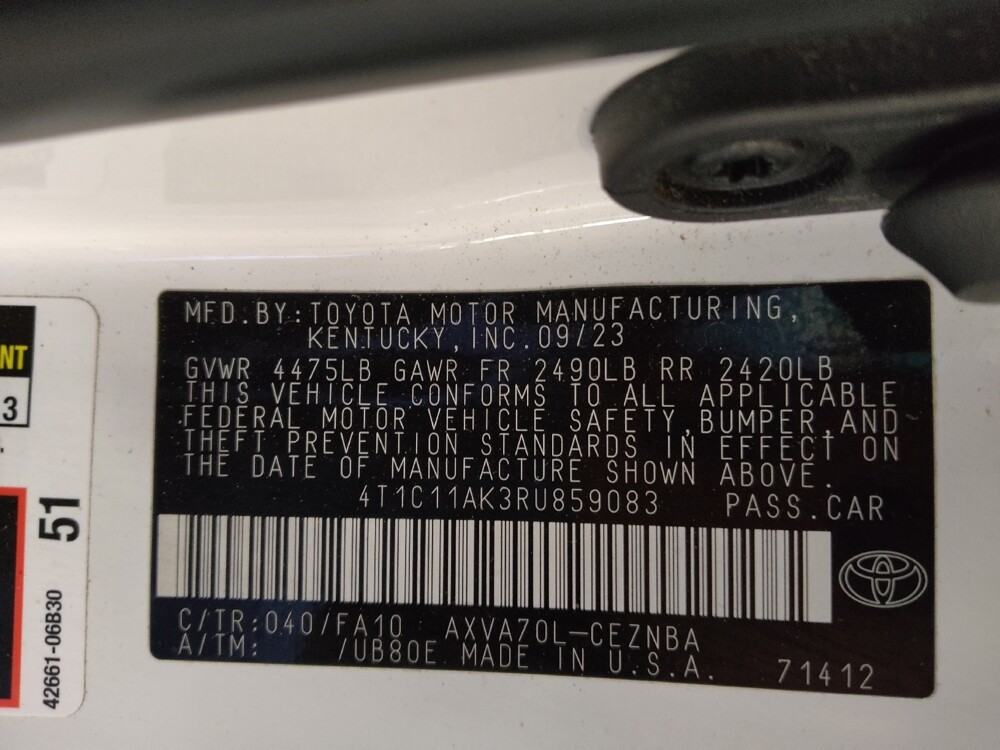 MFD.BY:TOYOTA MOTOR MANUFACTURING,
KENTUCKY,INC.09/23
GVWR 4475LB GAWR FR 2490LB RR 2420LB
THIS VEHICLE CONFORMS TO ALL APPLICABLE
FEDERAL MOTOR VEHICLE SAFETY,BUMPER,AND
THEFT PREVENTION STANDARDS IN EFFECT ON
THE DATE OF MANUFACTURE SHOWN ABOVE.
4T1C11AK3RU859083 PASS.CAR
C/TR:040/FA10 AXVA70L-CEZNBA
A/TM: /UB80E MADE IN U.S.A. 71412
NT
3
51
42661-06B30